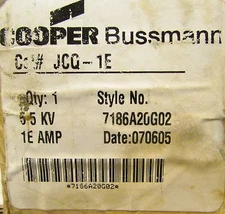 COOPER Bussmann
Cat# JCQ-1E
Qty: 1 Style No.
5.5 KV 7186A20G02
1E AMP Date:070605
*7186A20G02*